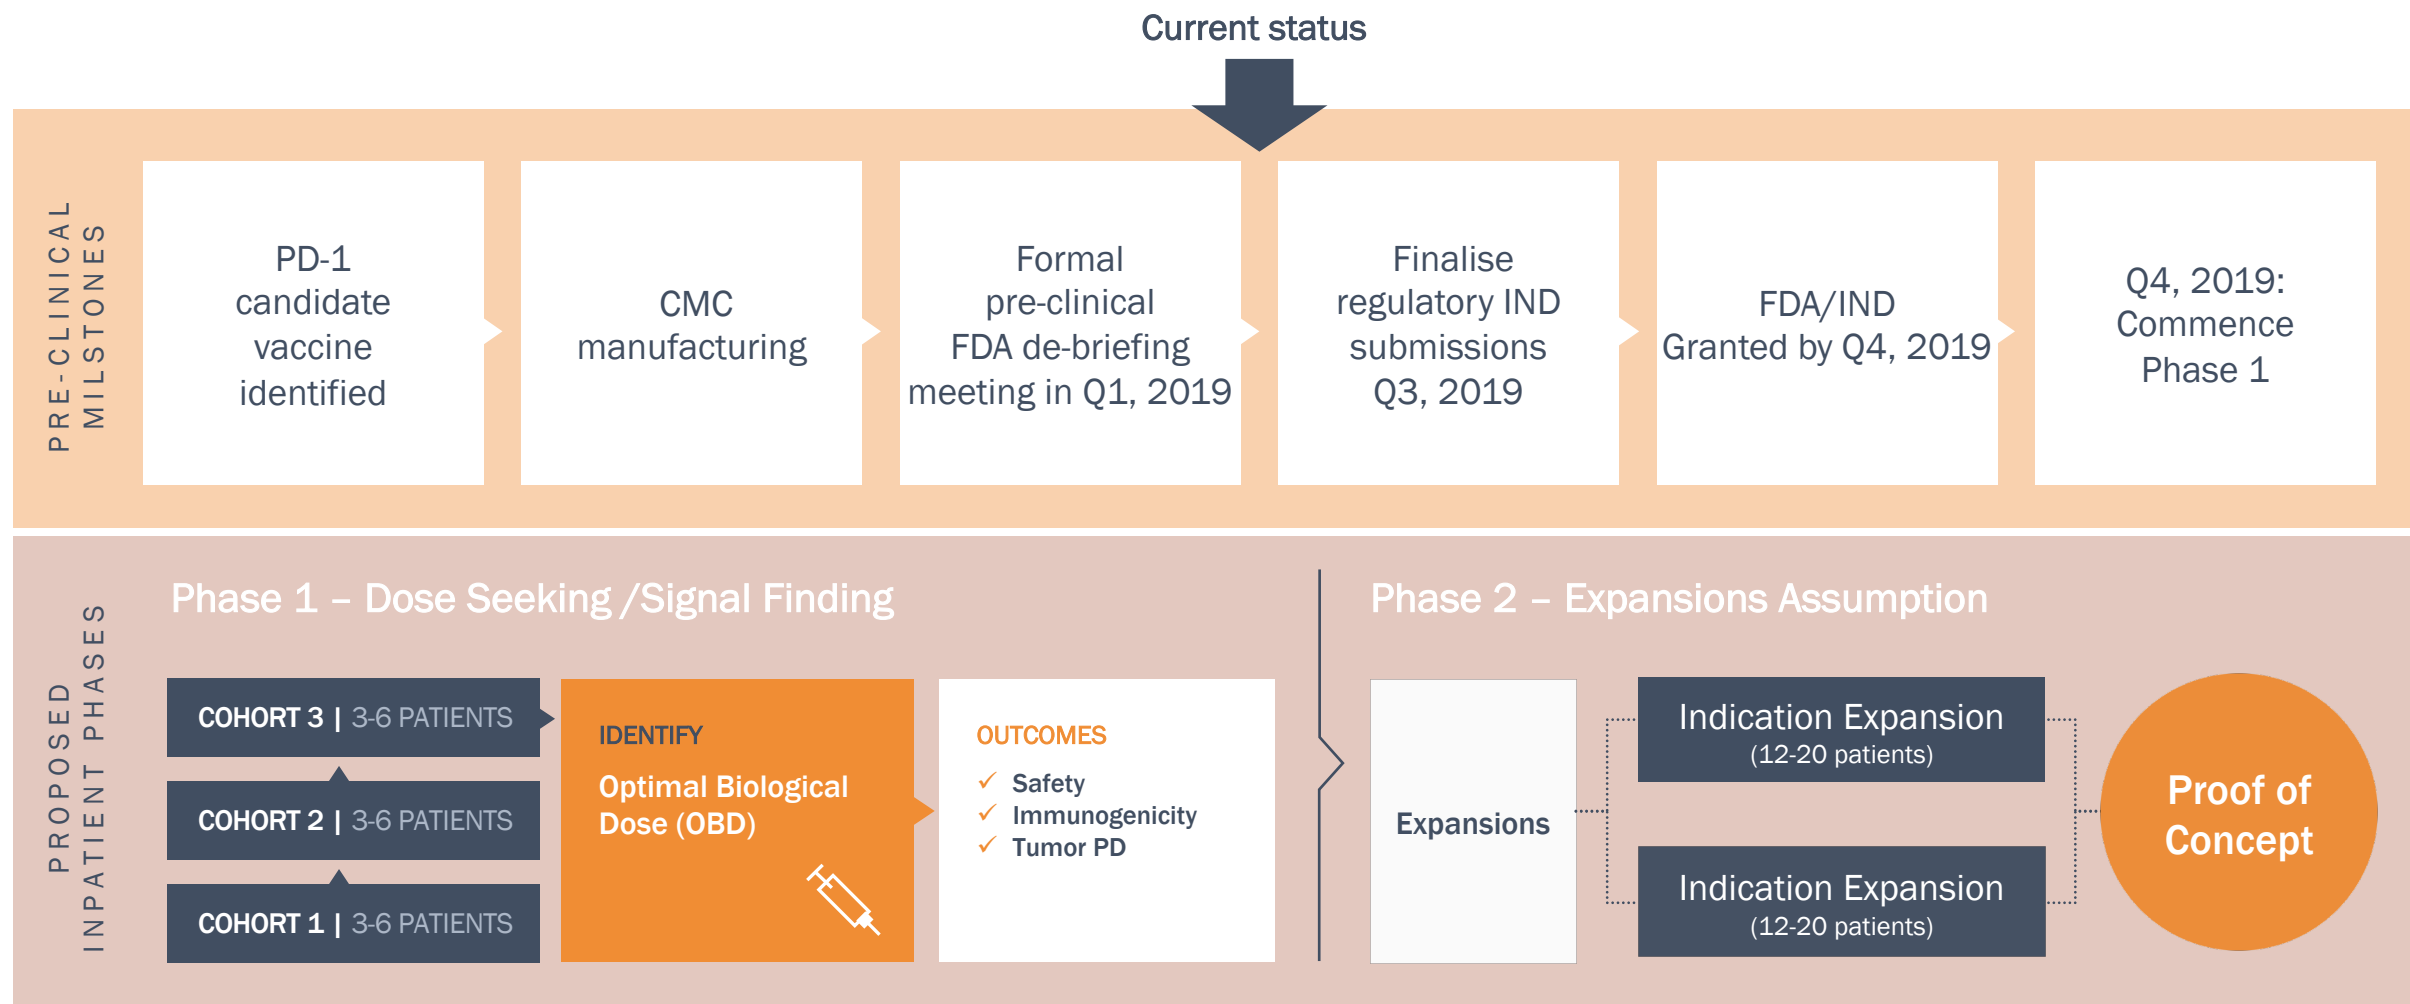 Current status
PRE-CLINICAL
MILSTONES
PD-1
candidate
vaccine
identified
CMC
manufacturing
Formal
pre-clinical
FDA de-briefing
meeting in Q1, 2019
Finalise
regulatory IND
submissions
Q3, 2019
FDA/IND
Granted by Q4, 2019
Q4, 2019:
Commence
Phase 1
PROPOSED
INPATIENT PHASES
Phase 1 – Dose Seeking /Signal Finding
COHORT 3 | 3-6 PATIENTS
COHORT 2 | 3-6 PATIENTS
COHORT 1 | 3-6 PATIENTS
IDENTIFY
Optimal Biological
Dose (OBD)
OUTCOMES
✓ Safety
✓ Immunogenicity
✓ Tumor PD
Phase 2 – Expansions Assumption
Expansions
Indication Expansion
(12-20 patients)
Indication Expansion
(12-20 patients)
Proof of
Concept